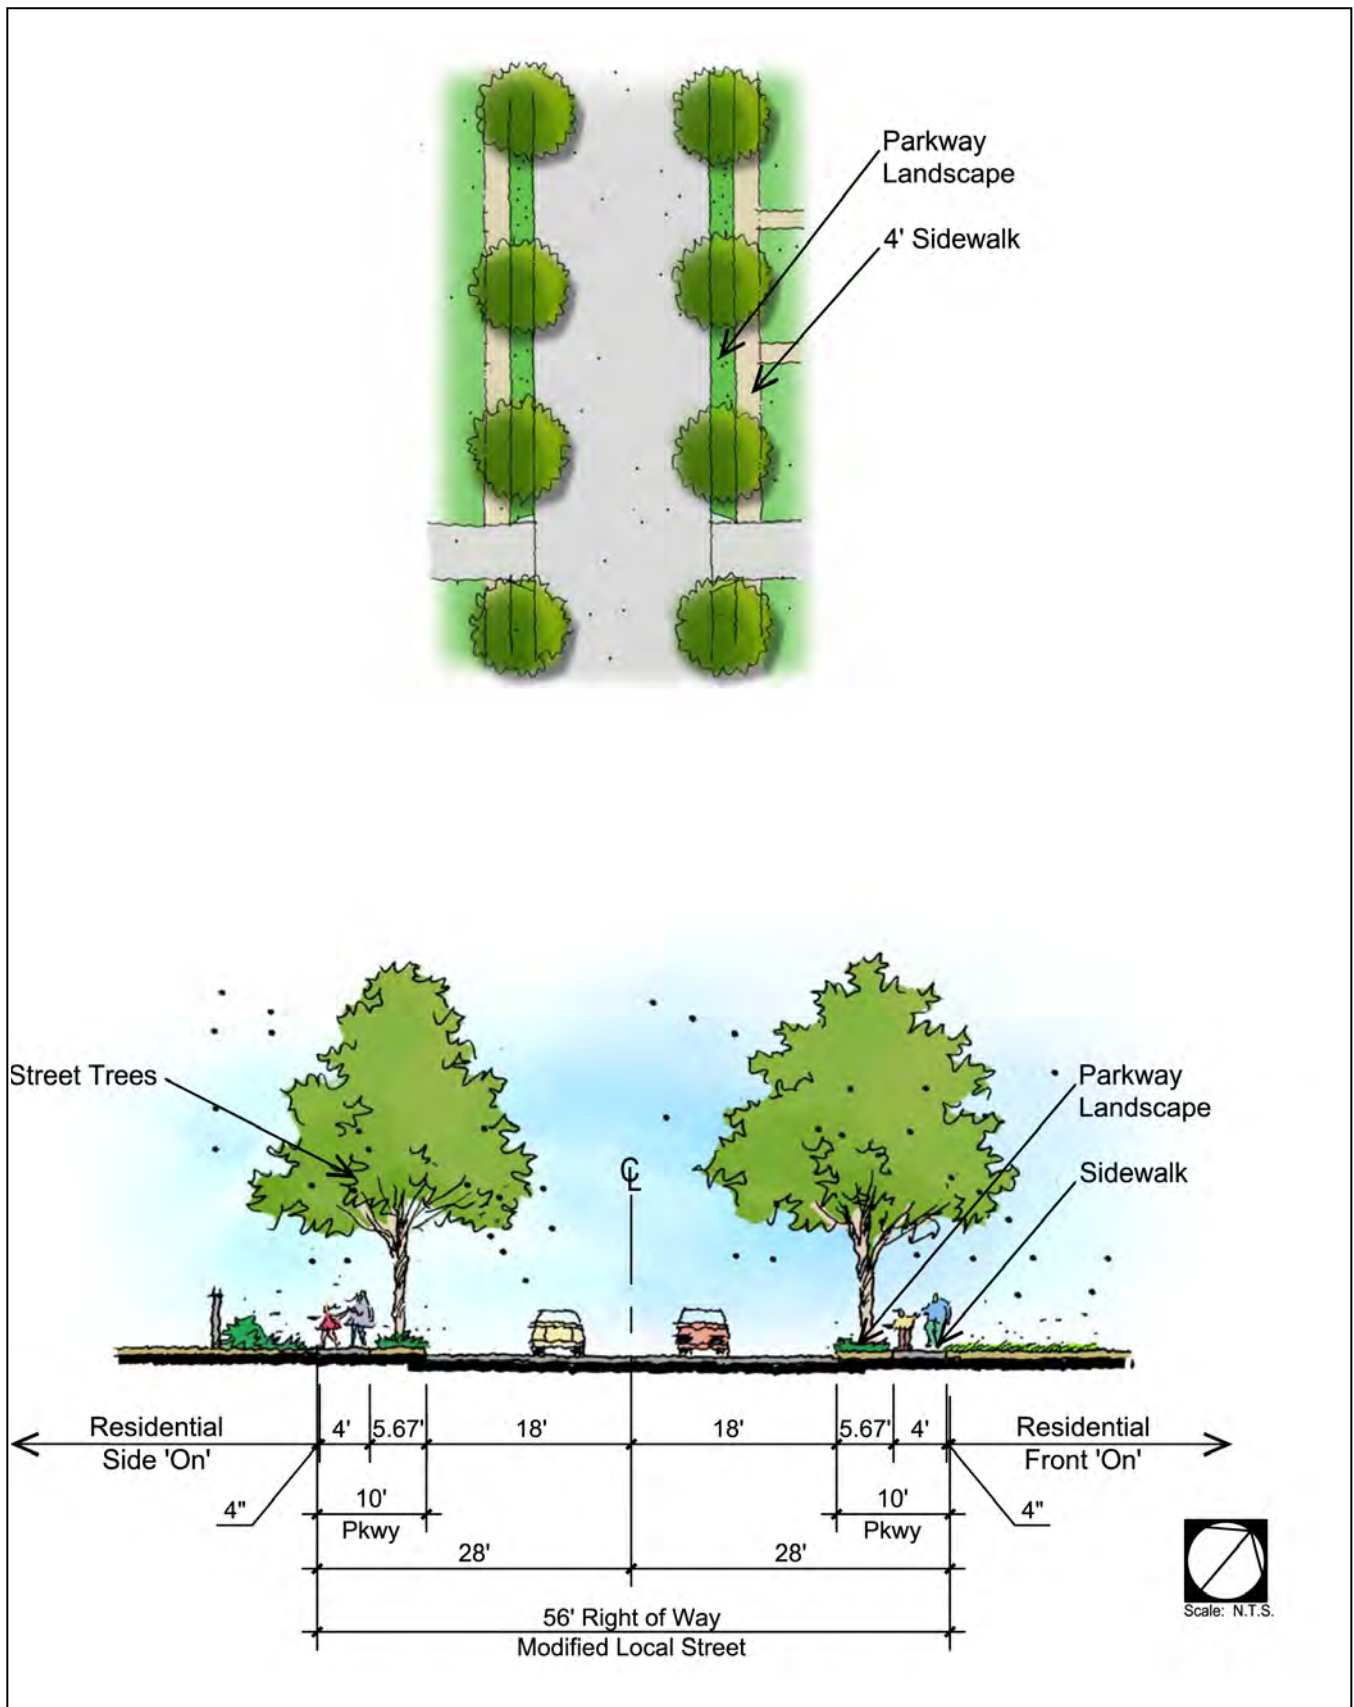 Parkway
Landscape
4' Sidewalk
Street Trees
Parkway
Landscape
Sidewalk
CL
Residential
Side 'On'
4'
5.67'
18'
18'
5.67'
4'
Residential
Front 'On'
4"
10'
Pkwy
10'
Pkwy
4"
28'
28'
56' Right of Way
Modified Local Street
Scale: N.T.S.